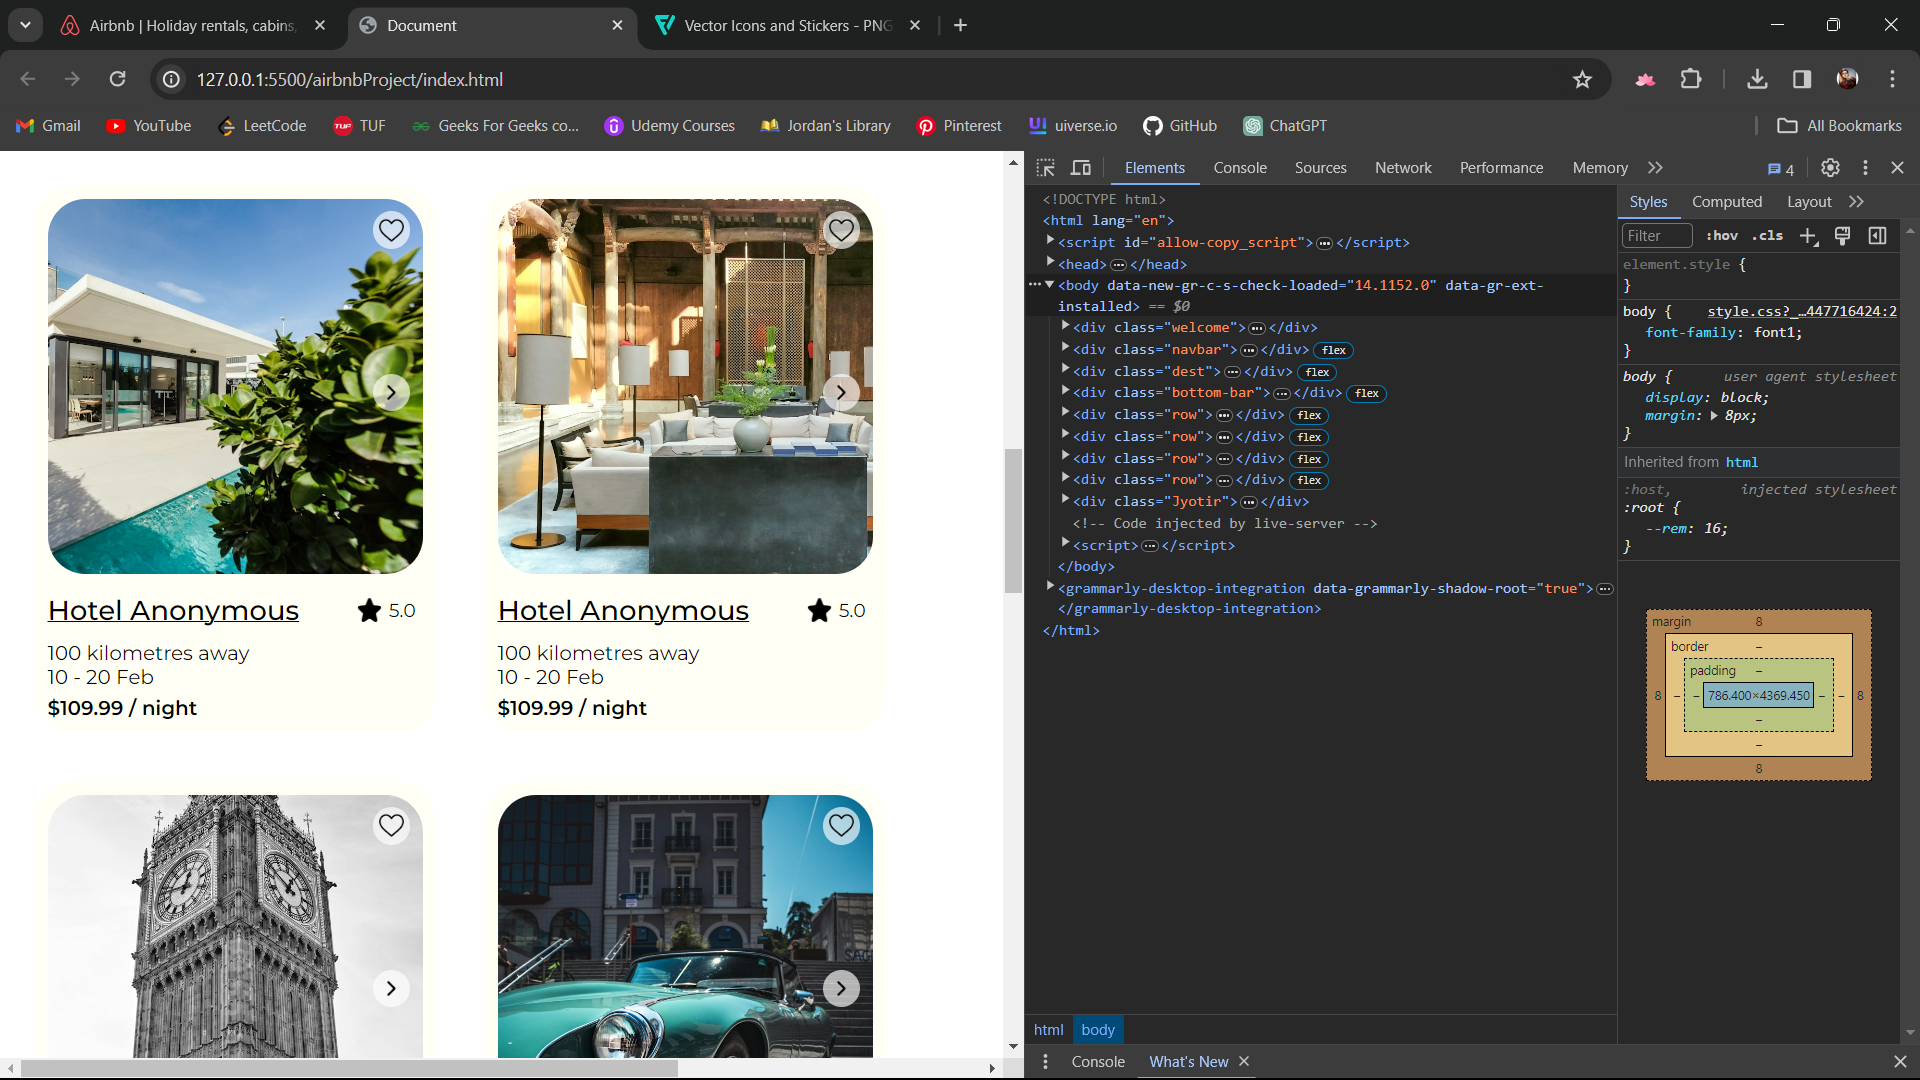 Airbnb | Holiday rentals, cabins,
Document
Vector Icons and Stickers - PNG
127.0.0.1:5500/airbnbProject/index.html
Gmail
YouTube
LeetCode
TUF
TUF
Geeks For Geeks co...
Udemy Courses
Jordan's Library
Pinterest
UI
uiverse.io
GitHub
ChatGPT
All Bookmarks
Hotel Anonymous
5.0
100 kilometres away
10 - 20 Feb
$109.99 / night
Hotel Anonymous
5.0
100 kilometres away
10 - 20 Feb
$109.99 / night
Elements
Console
Sources
Network
Performance
Memory
4
<!DOCTYPE html>
<html lang="en">
<script id="allow-copy_script">…</script>
<head>…</head>
<body data-new-gr-c-s-check-loaded="14.1152.0" data-gr-ext-
installed> == $0
<div class="welcome">…</div>
<div class="navbar">…</div> flex
<div class="dest">…</div> flex
<div class="bottom-bar">…</div> flex
<div class="row">…</div> flex
<div class="row">…</div> flex
<div class="row">…</div> flex
<div class="row">…</div> flex
<div class="Jyotir">…</div>
<!-- Code injected by live-server -->
<script>…</script>
</body>
<grammarly-desktop-integration data-grammarly-shadow-root="true">…
</grammarly-desktop-integration>
</html>
html
body
Styles
Computed
Layout
Filter
:hov
.cls
element.style {
}
body {
style.css?_…447716424:2
font-family: font1;
}
body {
user agent stylesheet
display: block;
margin: 8px;
}
Inherited from html
:host,
injected stylesheet
:root {
--rem: 16;
}
margin
8
border
–
padding
–
8
–
–
786.400×4369.450
–
–
8
–
–
8
Console
What's New